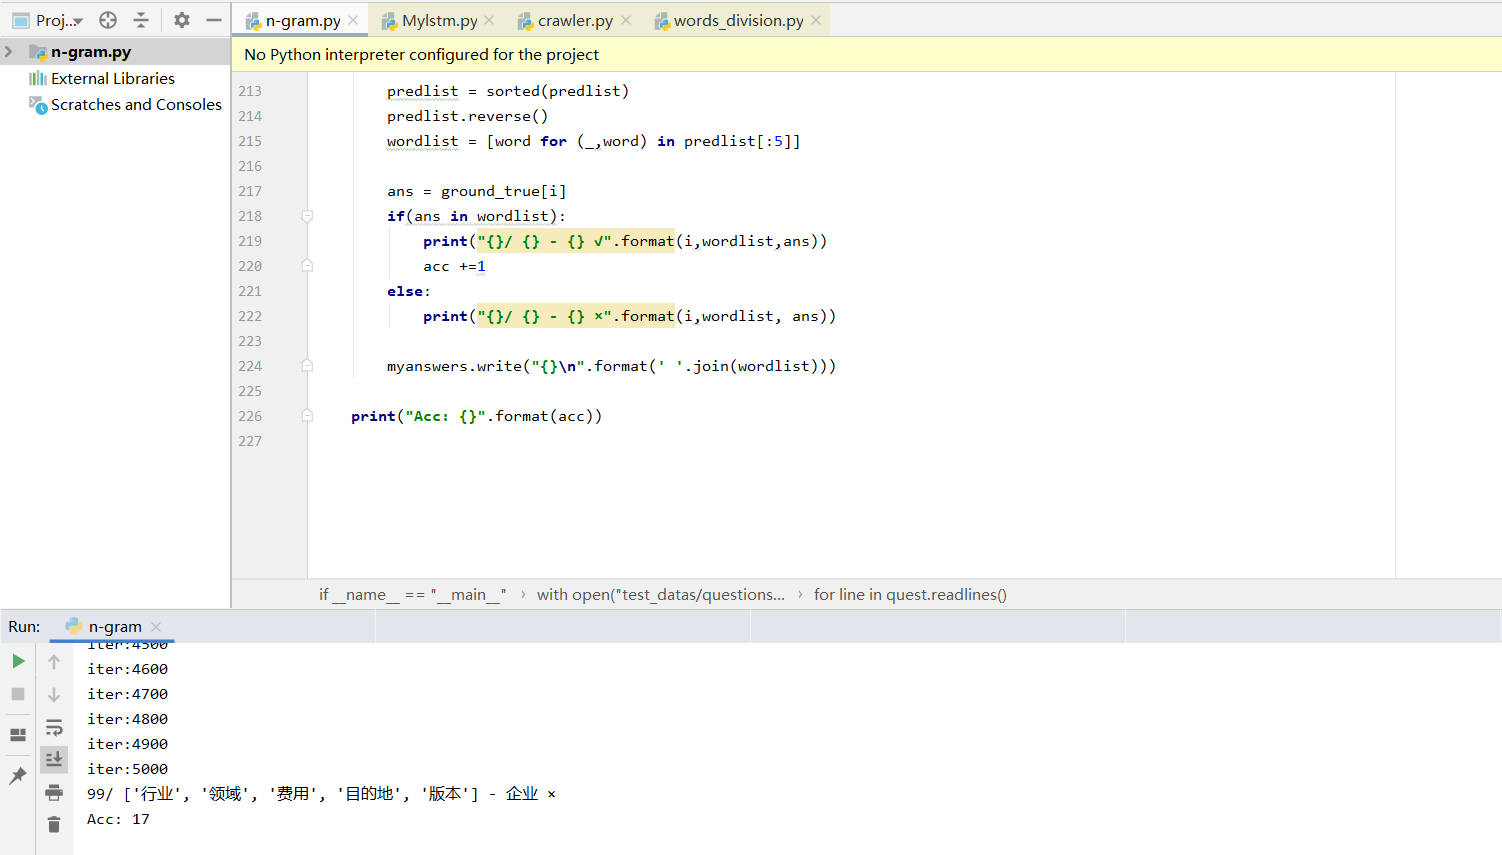 Proj...
n-gram.py
Mylstm.py
crawler.py
words_division.py
n-gram.py
External Libraries
Scratches and Consoles
No Python interpreter configured for the project
213 predlist = sorted(predlist)
214 predlist.reverse()
215 wordlist = [word for (_,word) in predlist[:5]]
216
217 ans = ground_true[i]
218 if(ans in wordlist):
219 print("{}/ {} - {} √".format(i,wordlist,ans))
220 acc +=1
221 else:
222 print("{}/ {} - {} ×".format(i,wordlist, ans))
223
224 myanswers.write("{}\n".format(' '.join(wordlist)))
225
226 print("Acc: {}".format(acc))
227
if __name__ == "__main__" › with open("test_datas/questions... › for line in quest.readlines()
Run: n-gram
iter:4500
iter:4600
iter:4700
iter:4800
iter:4900
iter:5000
99/ ['行业', '领域', '费用', '目的地', '版本'] - 企业 ×
Acc: 17